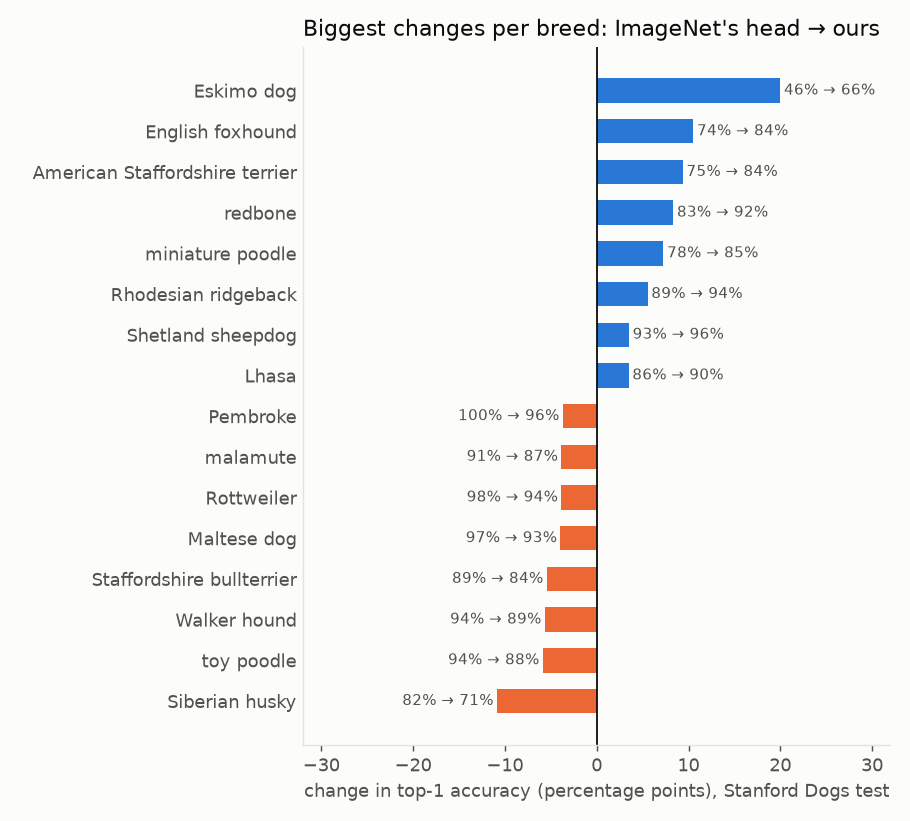 Biggest changes per breed: ImageNet's head → ours
Eskimo dog 46% → 66%
English foxhound 74% → 84%
American Staffordshire terrier 75% → 84%
redbone 83% → 92%
miniature poodle 78% → 85%
Rhodesian ridgeback 89% → 94%
Shetland sheepdog 93% → 96%
Lhasa 86% → 90%
Pembroke 100% → 96%
malamute 91% → 87%
Rottweiler 98% → 94%
Maltese dog 97% → 93%
Staffordshire bullterrier 89% → 84%
Walker hound 94% → 89%
toy poodle 94% → 88%
Siberian husky 82% → 71%
−30 −20 −10 0 10 20 30
change in top-1 accuracy (percentage points), Stanford Dogs test